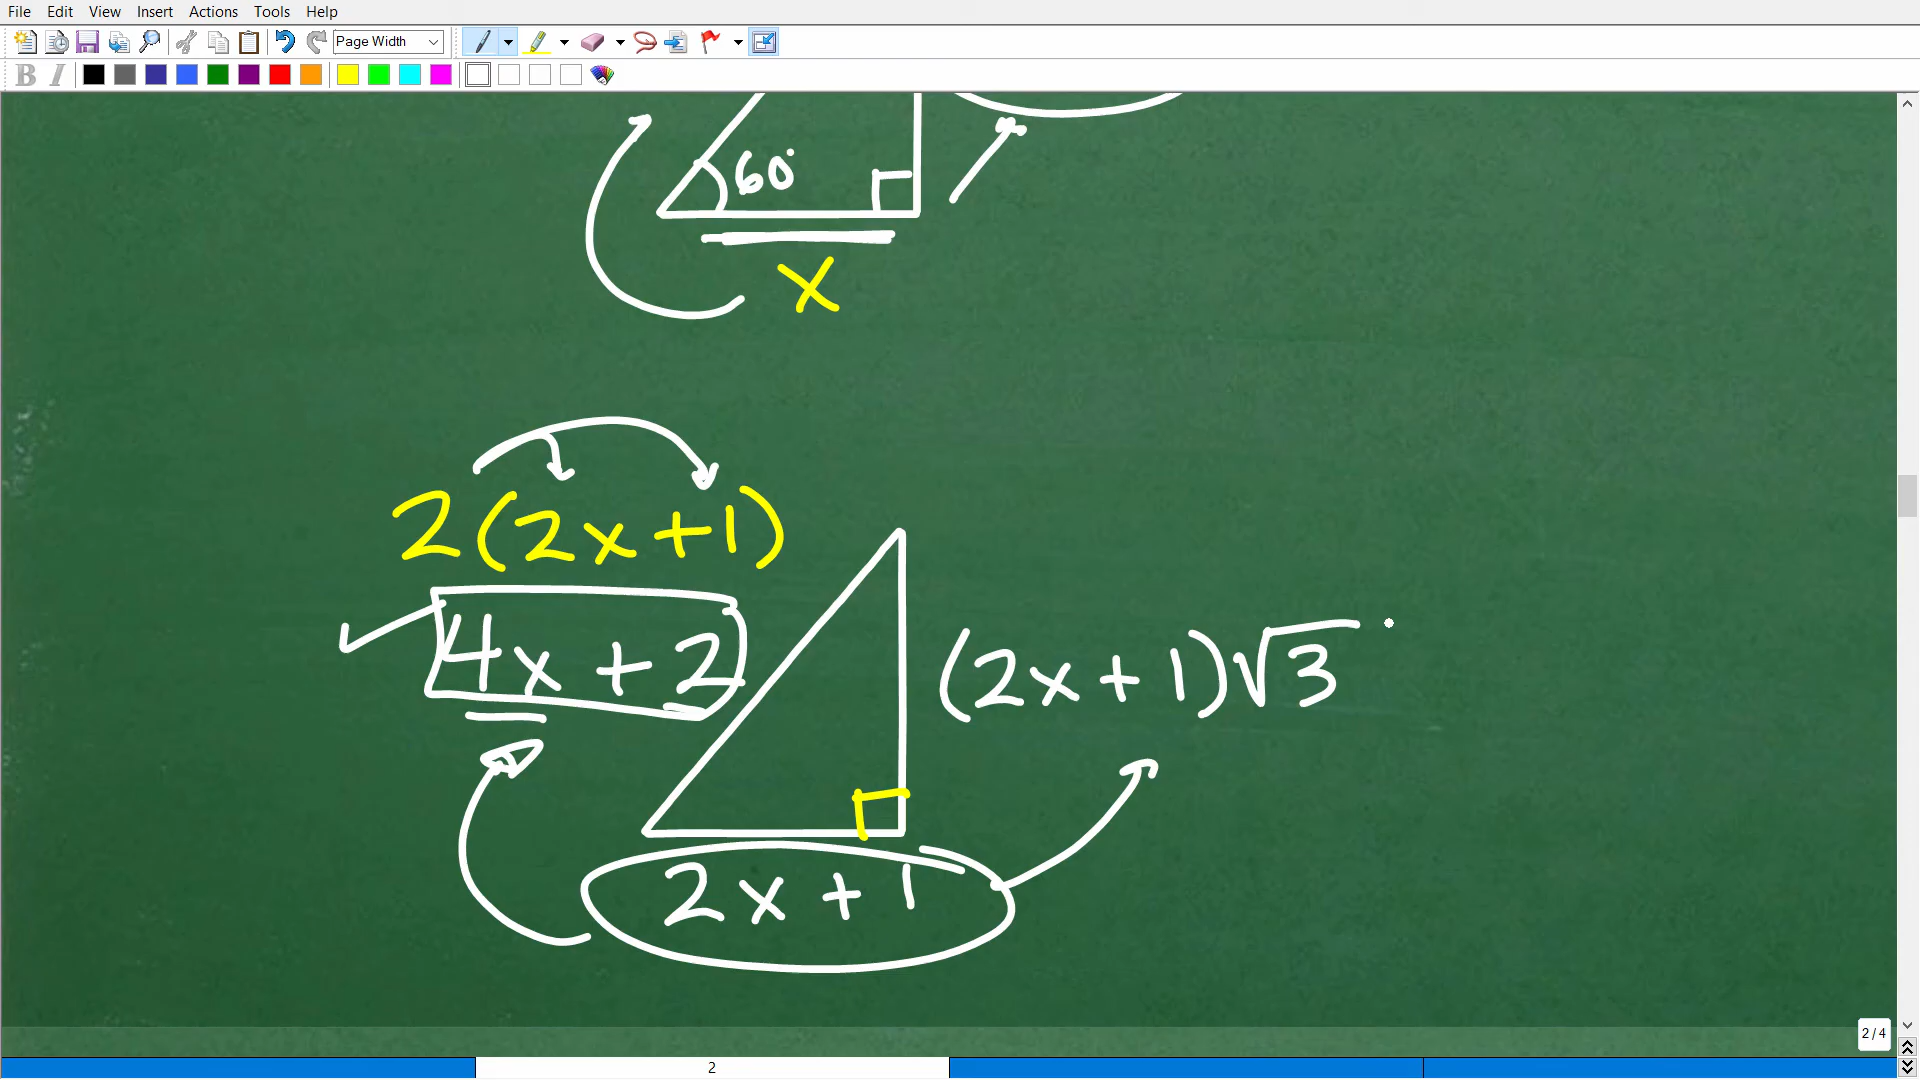 File Edit View Insert Actions Tools Help
Page Width
B I
60°
x
2(2x+1)
4x + 2
(2x+1)√3
2x + 1
2/4
2